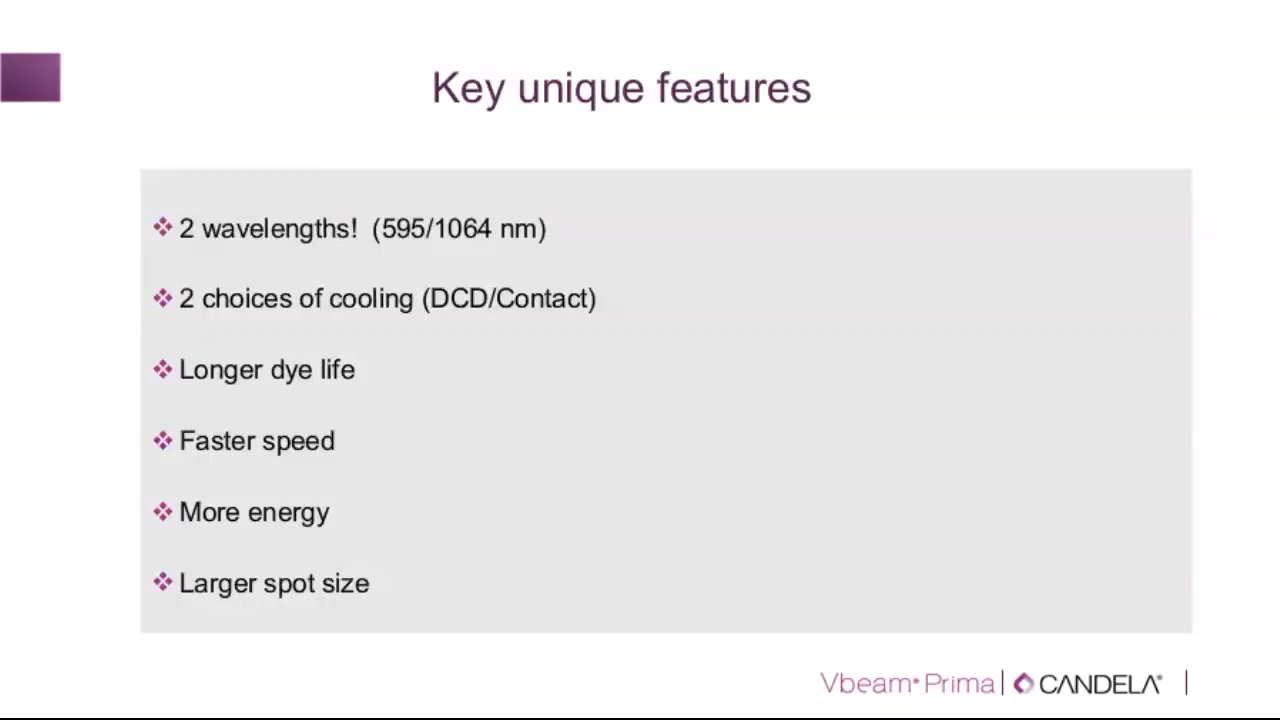 Key unique features
2 wavelengths!  (595/1064 nm)
2 choices of cooling (DCD/Contact)
Longer dye life
Faster speed
More energy
Larger spot size
Vbeam® Prima | CANDELA® |